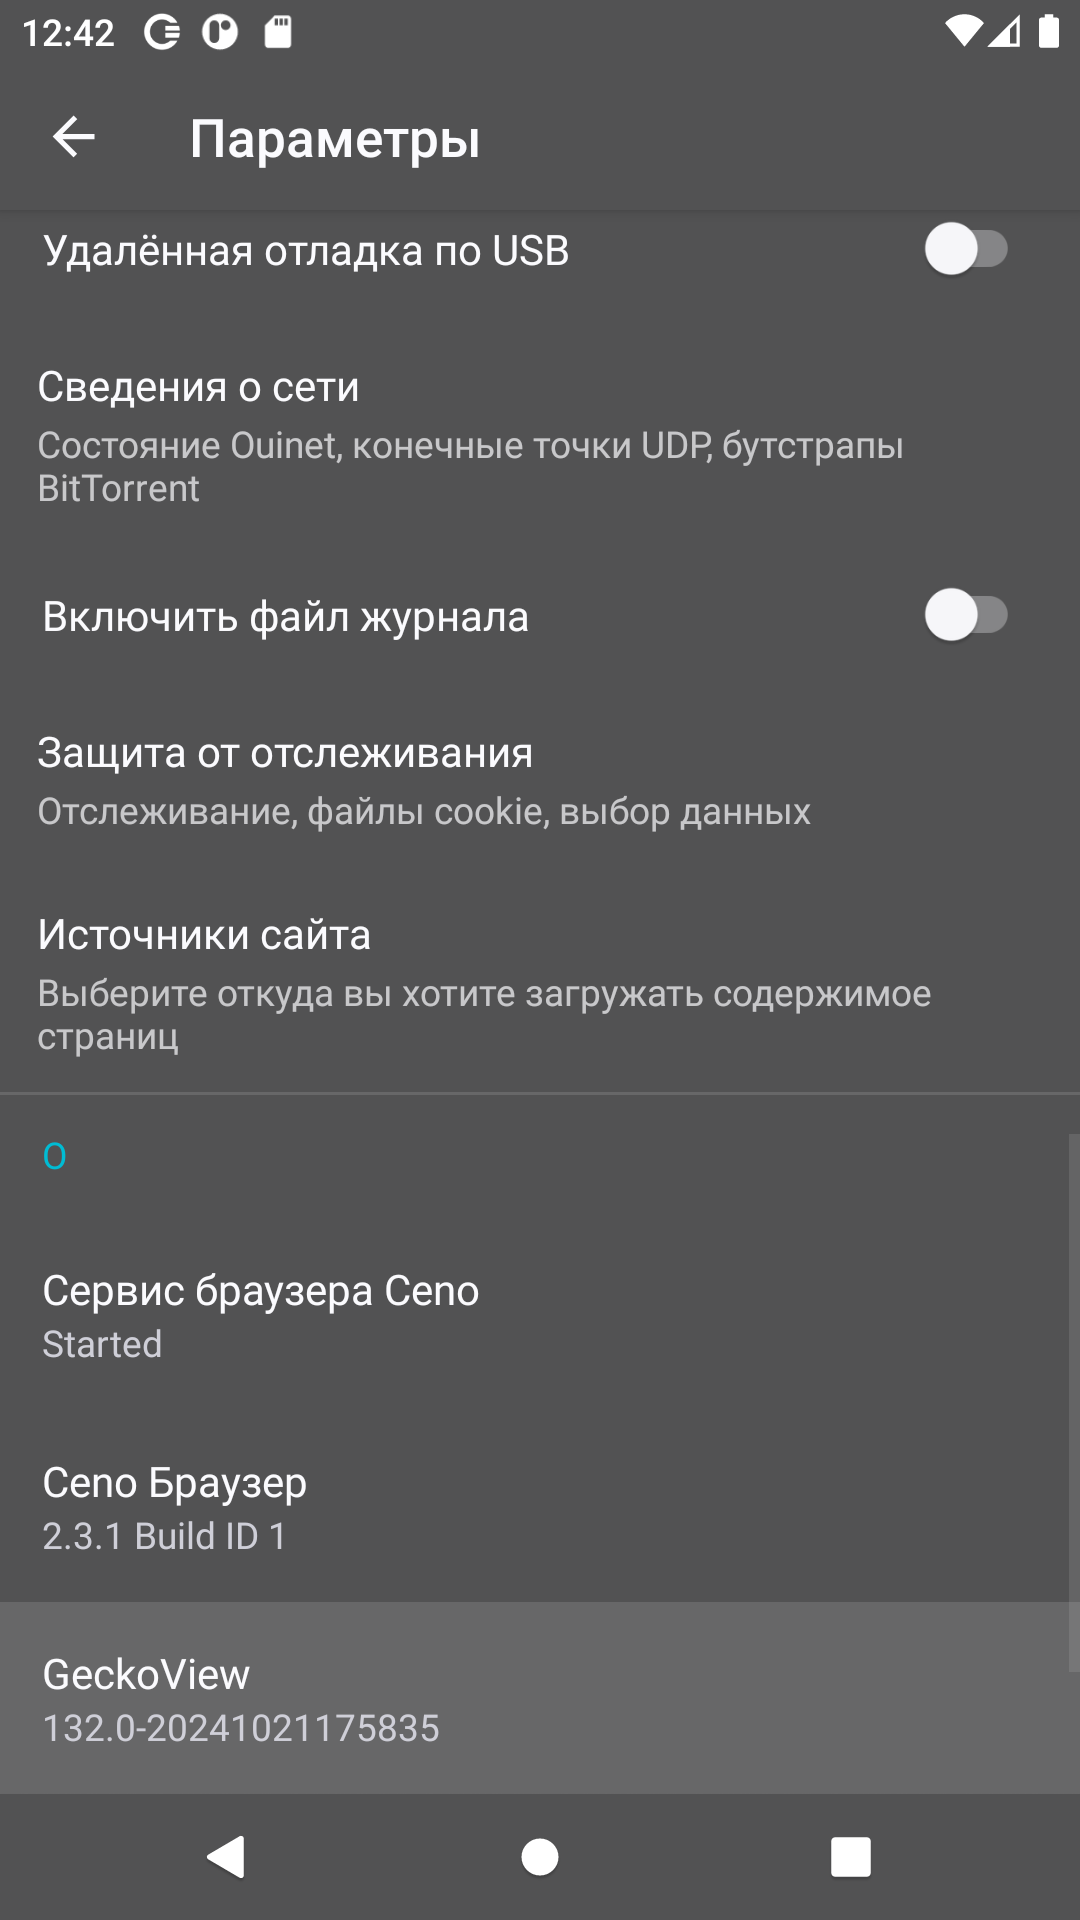 12:42
Параметры
Удалённая отладка по USB
Сведения о сети
Состояние Ouinet, конечные точки UDP, бутстрапы
BitTorrent
Включить файл журнала
Защита от отслеживания
Отслеживание, файлы cookie, выбор данных
Источники сайта
Выберите откуда вы хотите загружать содержимое
страниц
О
Сервис браузера Ceno
Started
Ceno Браузер
2.3.1 Build ID 1
GeckoView
132.0-20241021175835